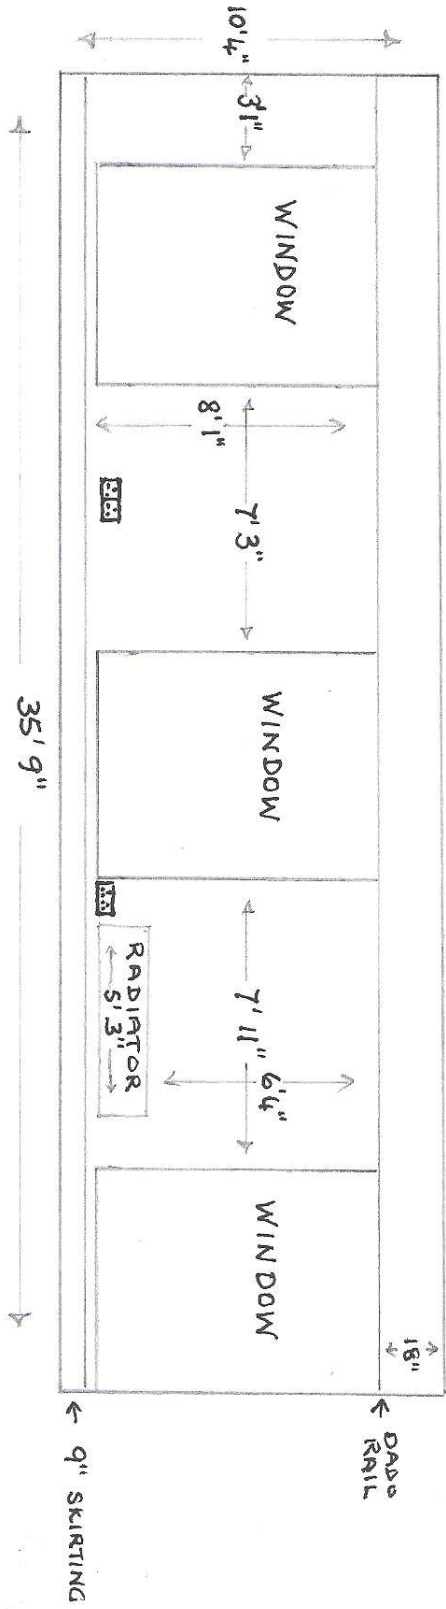 10'4"
3'1"
WINDOW
8'1"
7'3"
WINDOW
35' 9"
RADIATOR
5'3"
7'11"
6'4"
WINDOW
18"
DADO
RAIL
9" SKIRTING